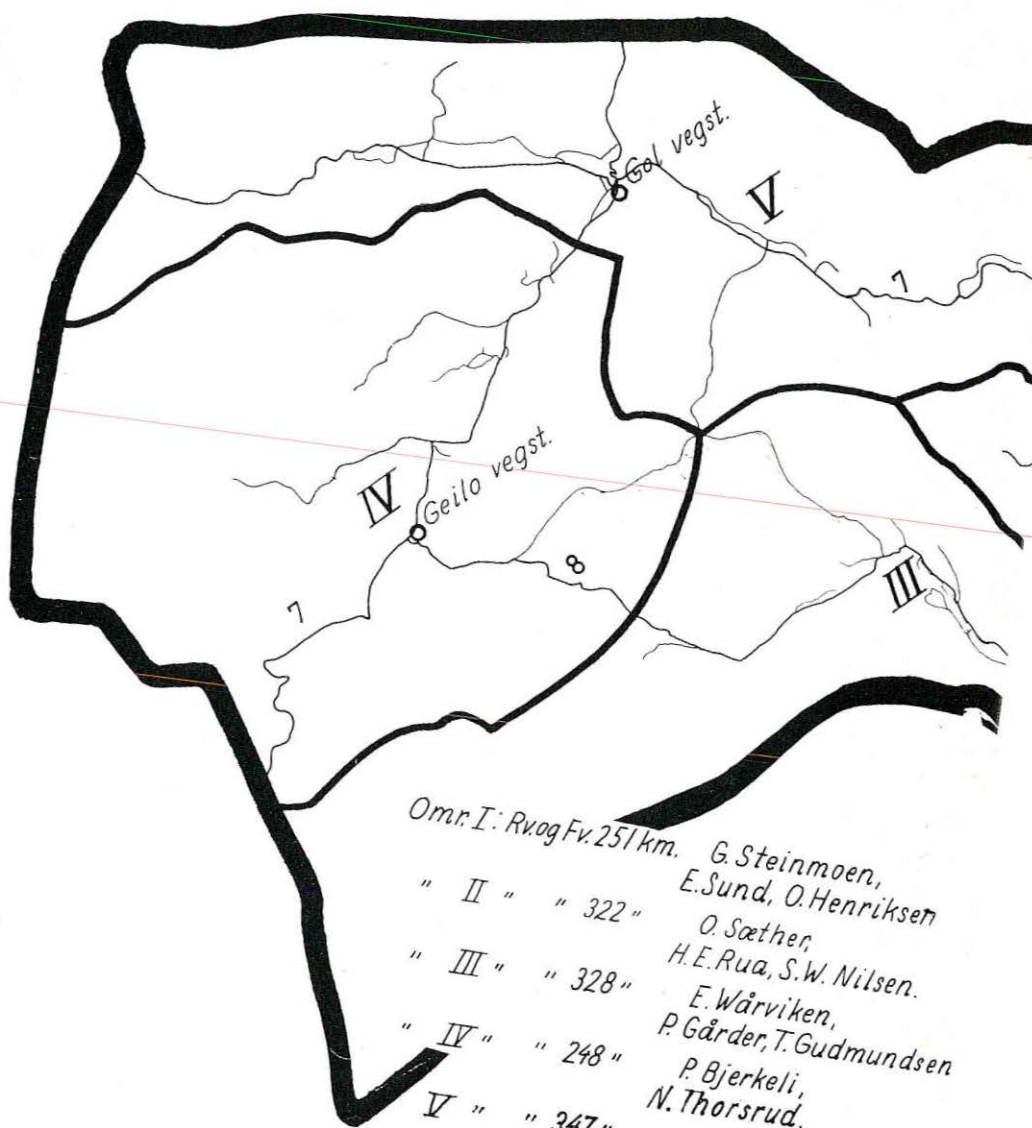 Gol vegst.
V
7
Geilo vegst.
IV
8
7
III
Omr. I: Rv.og Fv. 251 km. G. Steinmoen,
E. Sund, O. Henriksen
" II " " 322 " O. Sæther,
H.E. Rua, S.W. Nilsen.
" III " " 328 " E. Wårviken,
P. Gårder, T. Gudmundsen
" IV " " 248 " P. Bjerkeli,
N. Thorsrud.
V " " 347 "